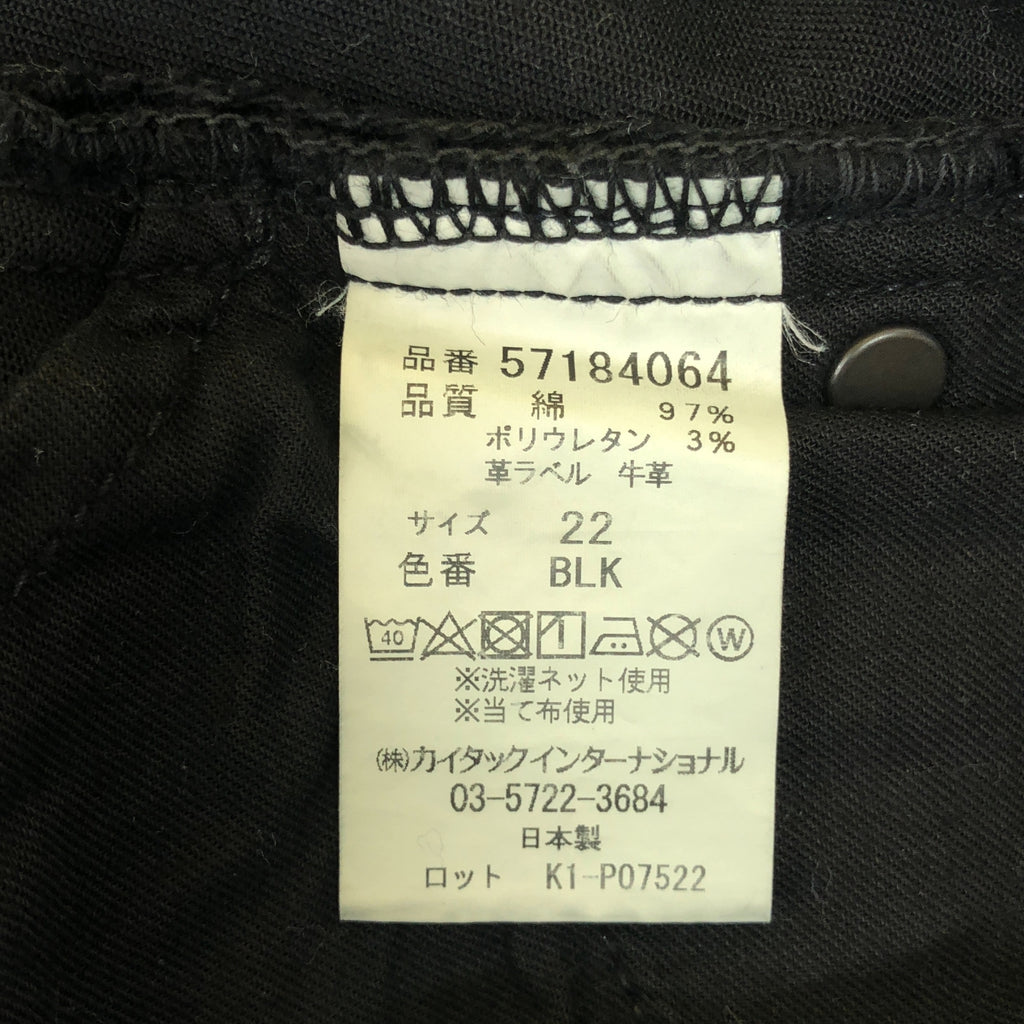 品番 57184064
品質 綿 97%
ポリウレタン 3%
革ラベル 牛革
サイズ 22
色番 BLK
40 W
※洗濯ネット使用
※当て布使用
(株)カイタックインターナショナル
03-5722-3684
日本製
ロット K1-P07522